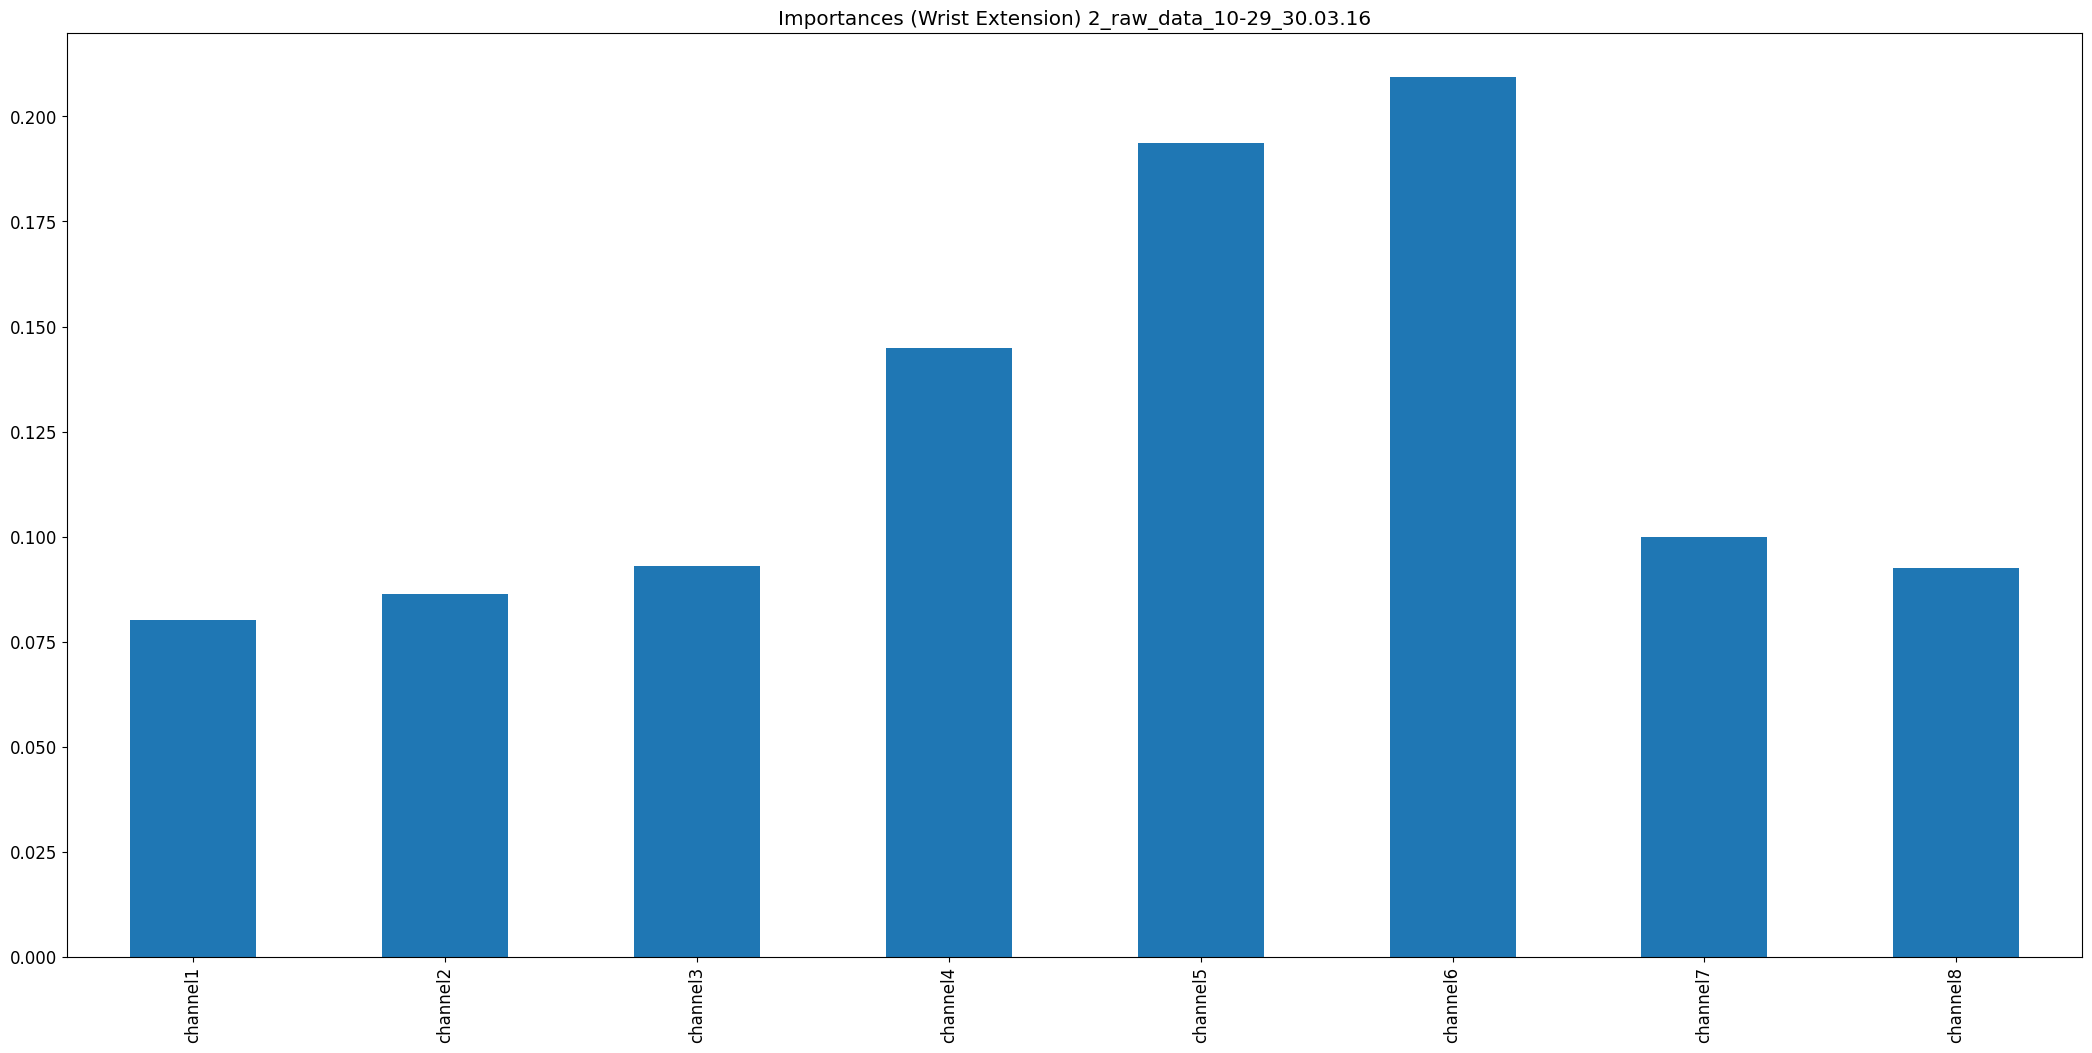 Importances (Wrist Extension) 2_raw_data_10-29_30.03.16
0.200
0.175
0.150
0.125
0.100
0.075
0.050
0.025
0.000
channel1
channel2
channel3
channel4
channel5
channel6
channel7
channel8